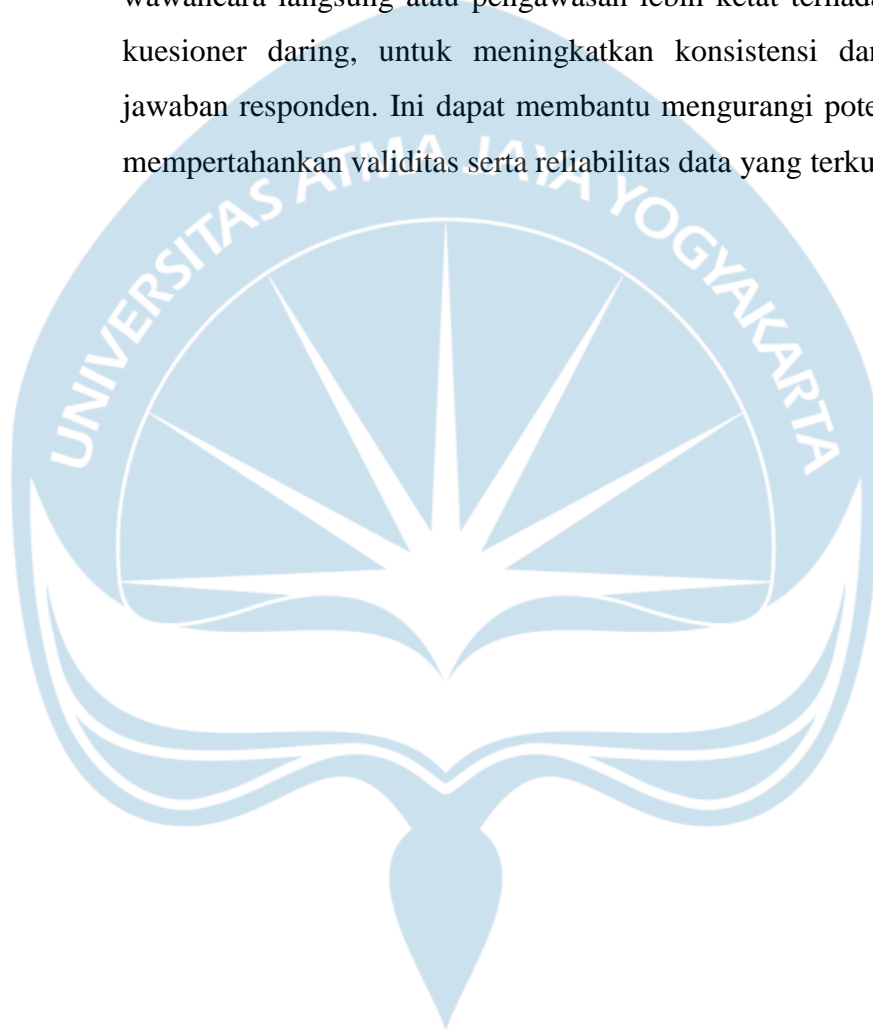 wawancara langsung atau pengawasan lebih ketat
kuesioner daring, untuk meningkatkan konsistensi
jawaban responden. Ini dapat membantu mengurangi
mempertahankan validitas serta reliabilitas data yang
UNIVERSITAS ATMA JAYA YOGYAKARTA